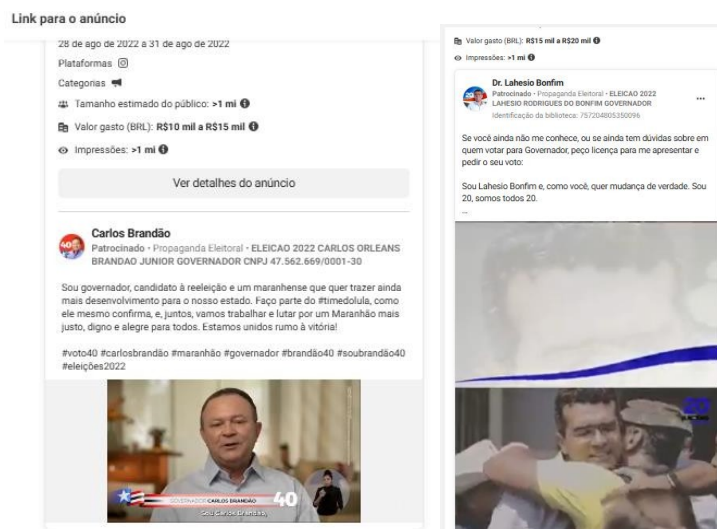 Link para o anúncio
28 de ago de 2022 a 31 de ago de 2022
Plataformas
Categorias
Tamanho estimado do público: >1 mi
Valor gasto (BRL): R$10 mil a R$15 mil
Impressões: >1 mi
Ver detalhes do anúncio
Carlos Brandão
Patrocinado • Propaganda Eleitoral • ELEICAO 2022 CARLOS ORLEANS
BRANDAO JUNIOR GOVERNADOR CNPJ 47.562.669/0001-30
Sou governador, candidato à reeleição e um maranhense que quer trazer ainda
mais desenvolvimento para o nosso estado. Faço parte do #timedolula, como
ele mesmo confirma, e, juntos, vamos trabalhar e lutar por um Maranhão mais
justo, digno e alegre para todos. Estamos unidos rumo à vitória!
#voto40 #carlosbrandão #maranhão #governador #brandão40 #soubrandão40
#eleições2022
GOVERNADOR CARLOS BRANDÃO 40
Sou Carlos Brandão,
Valor gasto (BRL): R$15 mil a R$20 mil
Impressões: >1 mi
Dr. Lahesio Bonfim
Patrocinado • Propaganda Eleitoral • ELEICAO 2022
LAHESIO RODRIGUES DO BONFIM GOVERNADOR
Identificação da biblioteca: 757204805350096
...
Se você ainda não me conhece, ou se ainda tem dúvidas sobre em
quem votar para Governador, peço licença para me apresentar e
pedir o seu voto:
Sou Lahesio Bonfim e, como você, quer mudança de verdade. Sou
20, somos todos 20.
...
20